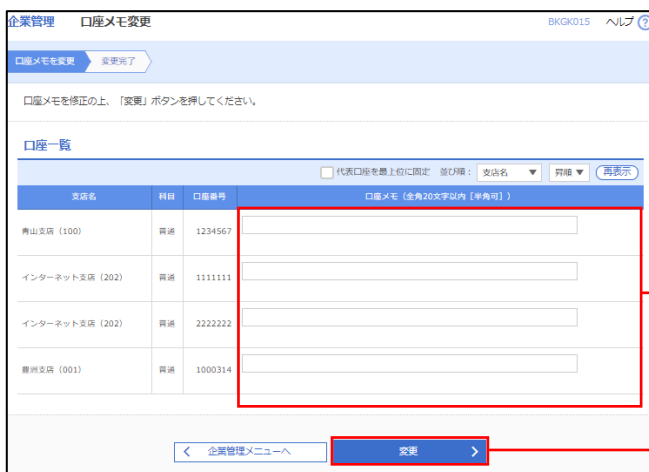 企業管理 口座メモ変更 BKGK015 ヘルプ ?
口座メモを変更 変更完了
口座メモを修正の上、「変更」ボタンを押してください。
口座一覧
代表口座を最上位に固定 並び順： 支店名 ▼ 昇順 ▼ 再表示
支店名 科目 口座番号 口座メモ（全角20文字以内［半角可］）
青山支店（100） 普通 1234567
インターネット支店（202） 普通 1111111
インターネット支店（202） 普通 2222222
豊洲支店（001） 普通 1000314
企業管理メニューへ 変更